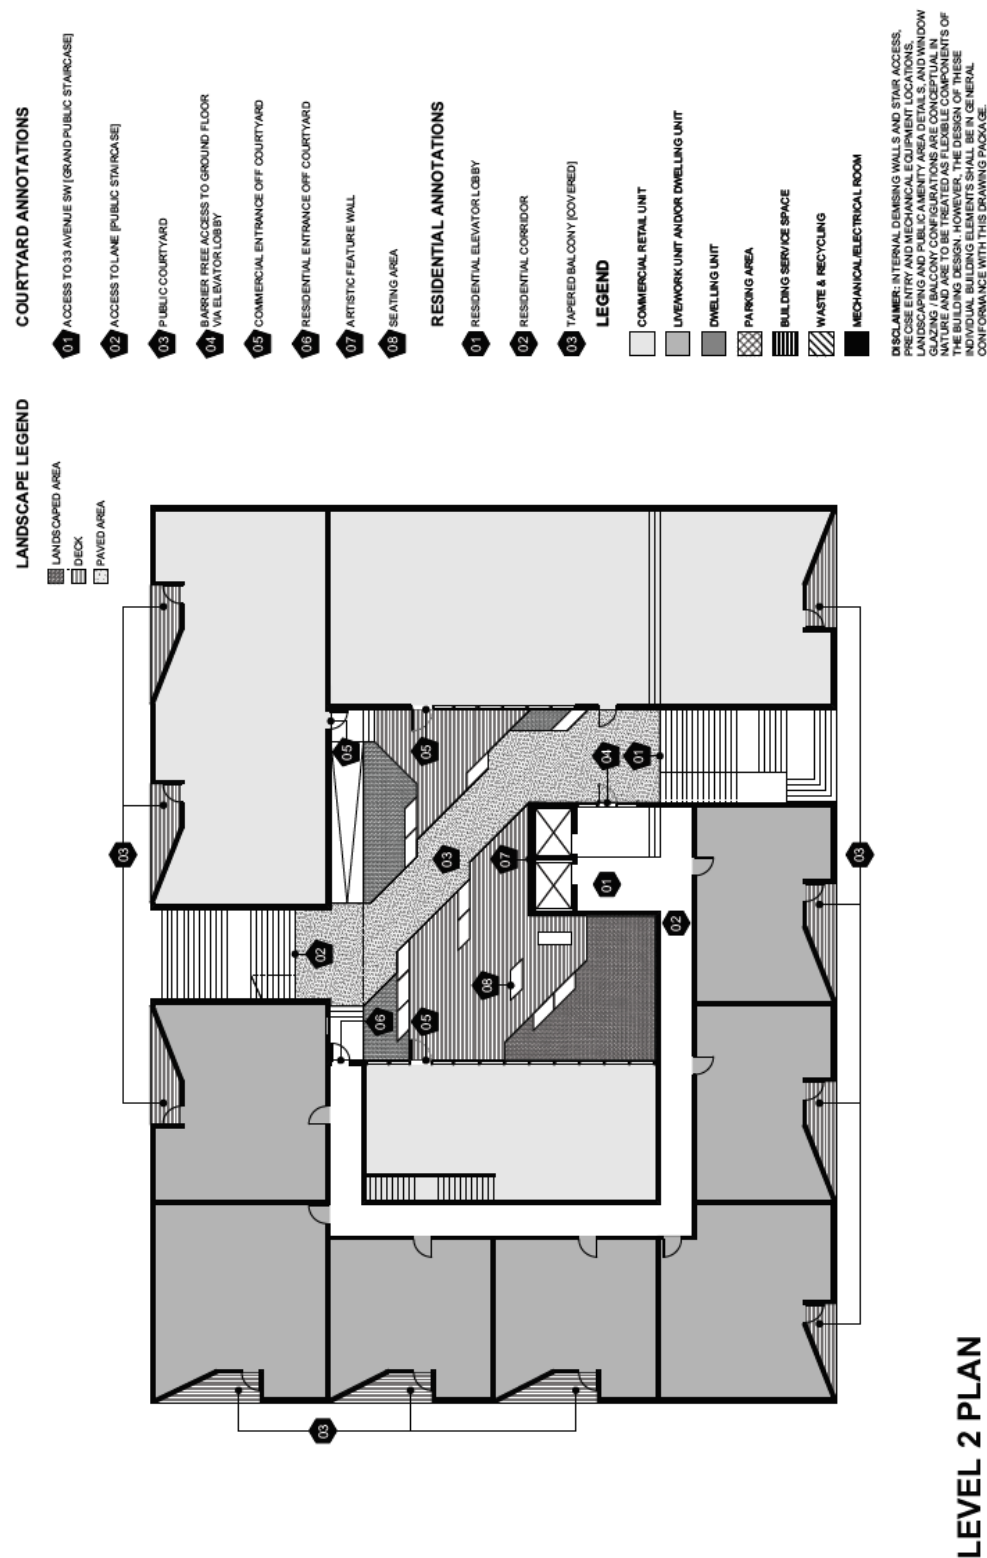 LANDSCAPE LEGEND
LANDSCAPED AREA
DECK
PAVED AREA
COURTYARD ANNOTATIONS
01 ACCESS TO 33 AVENUE SW [GRAND PUBLIC STAIRCASE]
02 ACCESS TO LANE [PUBLIC STAIRCASE]
03 PUBLIC COURTYARD
04 BARRIER FREE ACCESS TO GROUND FLOOR
VIA ELEVATOR LOBBY
05 COMMERCIAL ENTRANCE OFF COURTYARD
06 RESIDENTIAL ENTRANCE OFF COURTYARD
07 ARTISTIC FEATURE WALL
08 SEATING AREA
RESIDENTIAL ANNOTATIONS
01 RESIDENTIAL ELEVATOR LOBBY
02 RESIDENTIAL CORRIDOR
03 TAPERED BALCONY [COVERED]
LEGEND
COMMERCIAL RETAIL UNIT
LIVE/WORK UNIT AND/OR DWELLING UNIT
DWELLING UNIT
PARKING AREA
BUILDING SERVICE SPACE
WASTE & RECYCLING
MECHANICAL/ELECTRICAL ROOM
DISCLAIMER: INTERNAL DEMISING WALLS AND STAIR ACCESS,
PRECISE ENTRY AND MECHANICAL EQUIPMENT LOCATIONS,
LANDSCAPING AND PUBLIC AMENITY AREA DETAILS, AND WINDOW
GLAZING / BALCONY CONFIGURATIONS ARE CONCEPTUAL IN
NATURE AND ARE TO BE TREATED AS FLEXIBLE COMPONENTS OF
THE BUILDING DESIGN. HOWEVER, THE DESIGN OF THESE
INDIVIDUAL BUILDING ELEMENTS SHALL BE IN GENERAL
CONFORMANCE WITH THIS DRAWING PACKAGE.
03
03
02
06
05
05
05
03
08
07
04
01
01
02
03
LEVEL 2 PLAN